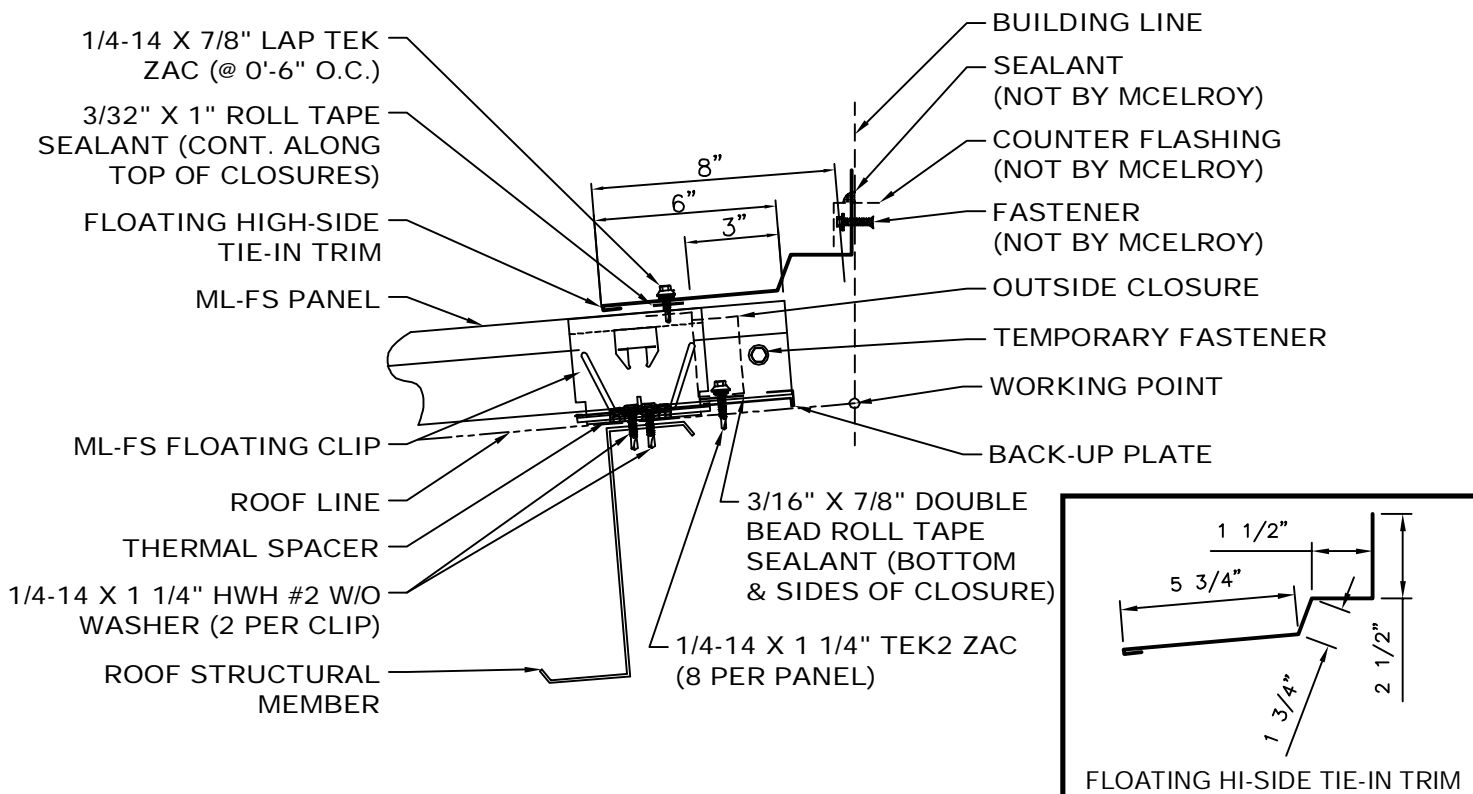 1/4-14 X 7/8" LAP TEK
ZAC (@ 0'-6" O.C.)
3/32" X 1" ROLL TAPE
SEALANT (CONT. ALONG
TOP OF CLOSURES)
FLOATING HIGH-SIDE
TIE-IN TRIM
ML-FS PANEL
ML-FS FLOATING CLIP
ROOF LINE
THERMAL SPACER
1/4-14 X 1 1/4" HWH #2 W/O
WASHER (2 PER CLIP)
ROOF STRUCTURAL
MEMBER
8"
6"
3"
BUILDING LINE
SEALANT
(NOT BY MCELROY)
COUNTER FLASHING
(NOT BY MCELROY)
FASTENER
(NOT BY MCELROY)
OUTSIDE CLOSURE
TEMPORARY FASTENER
WORKING POINT
BACK-UP PLATE
3/16" X 7/8" DOUBLE
BEAD ROLL TAPE
SEALANT (BOTTOM
& SIDES OF CLOSURE)
1/4-14 X 1 1/4" TEK2 ZAC
(8 PER PANEL)
1 1/2"
5 3/4"
2 1/2"
1 3/4"
FLOATING HI-SIDE TIE-IN TRIM